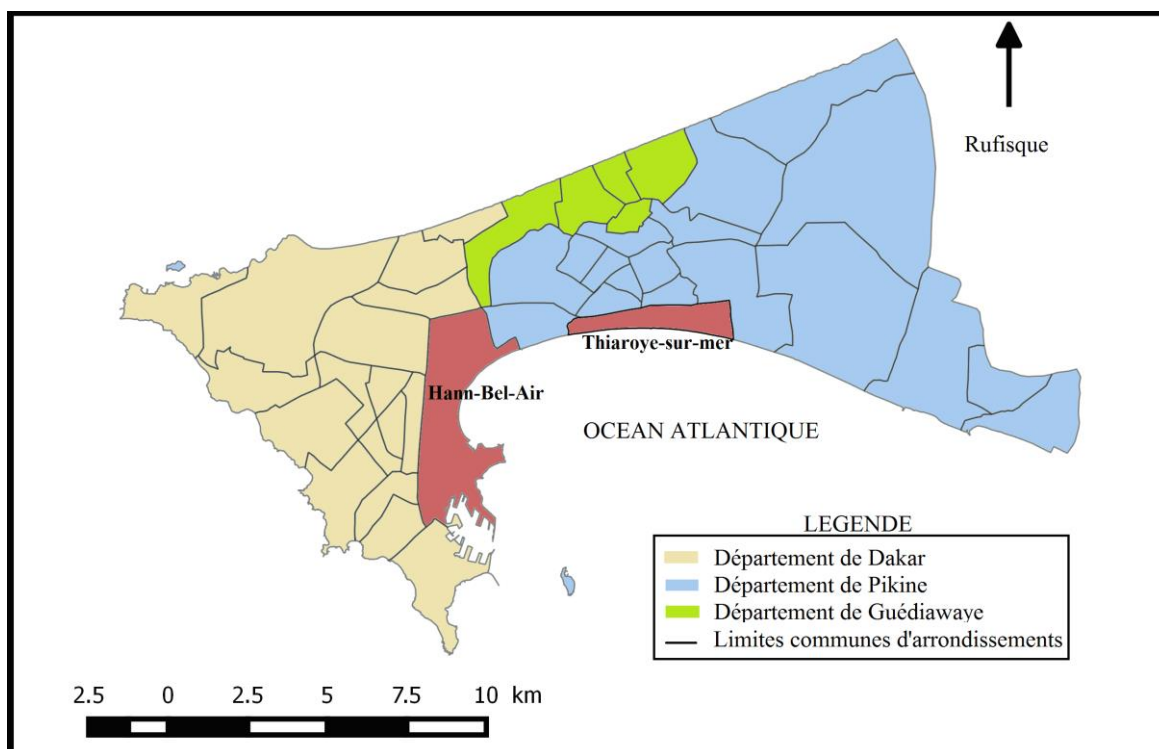 Rufisque
Thiaroye-sur-mer
Hann-Bel-Air
OCEAN ATLANTIQUE
LEGENDE
Département de Dakar
Département de Pikine
Département de Guédiawaye
Limites communes d'arrondissements
2.5 0 2.5 5 7.5 10 km